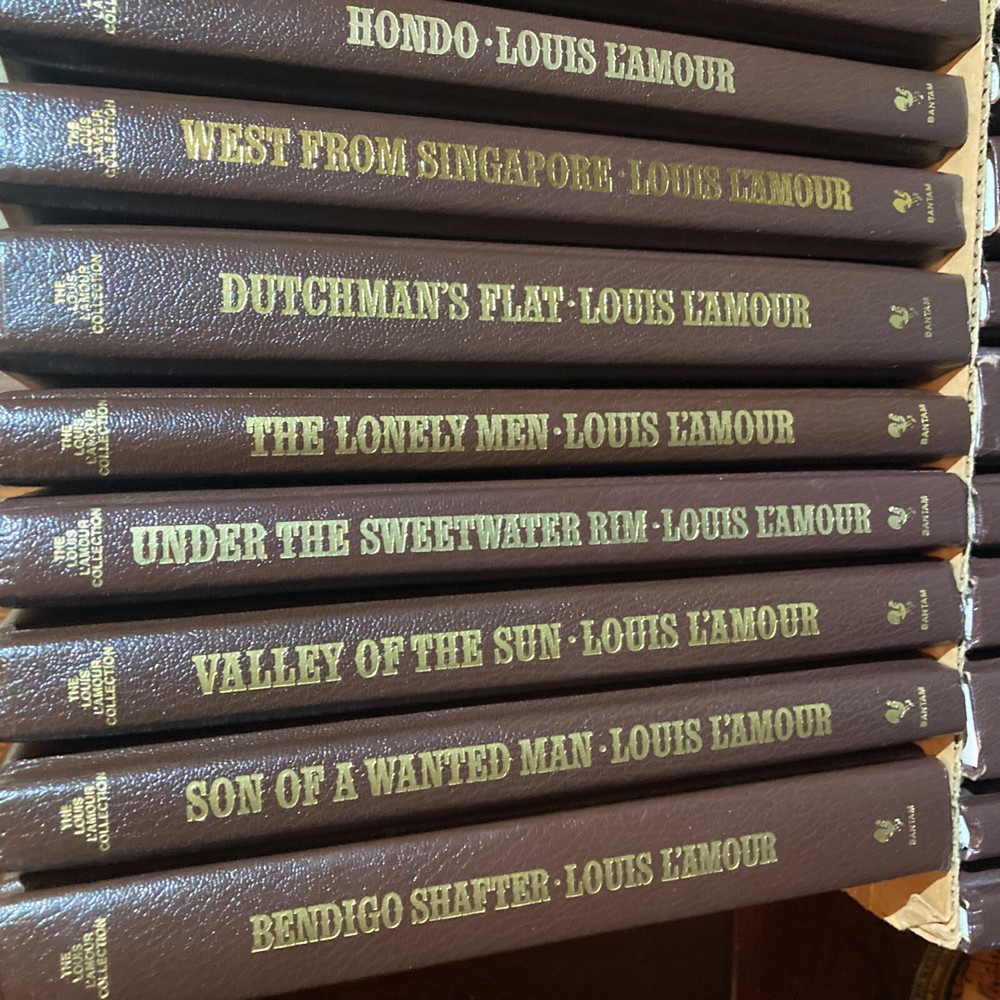 COLLECTION
HONDO · LOUIS L'AMOUR
BANTAM
THE
LOUIS
L'AMOUR
COLLECTION
WEST FROM SINGAPORE · LOUIS L'AMOUR
BANTAM
THE
LOUIS
L'AMOUR
COLLECTION
DUTCHMAN'S FLAT · LOUIS L'AMOUR
BANTAM
THE
LOUIS
L'AMOUR
COLLECTION
THE LONELY MEN · LOUIS L'AMOUR
BANTAM
THE
LOUIS
L'AMOUR
COLLECTION
UNDER THE SWEETWATER RIM · LOUIS L'AMOUR
BANTAM
THE
LOUIS
L'AMOUR
COLLECTION
VALLEY OF THE SUN · LOUIS L'AMOUR
BANTAM
THE
LOUIS
L'AMOUR
COLLECTION
SON OF A WANTED MAN · LOUIS L'AMOUR
BANTAM
THE
LOUIS
L'AMOUR
COLLECTION
BENDIGO SHAFTER · LOUIS L'AMOUR
BANTAM